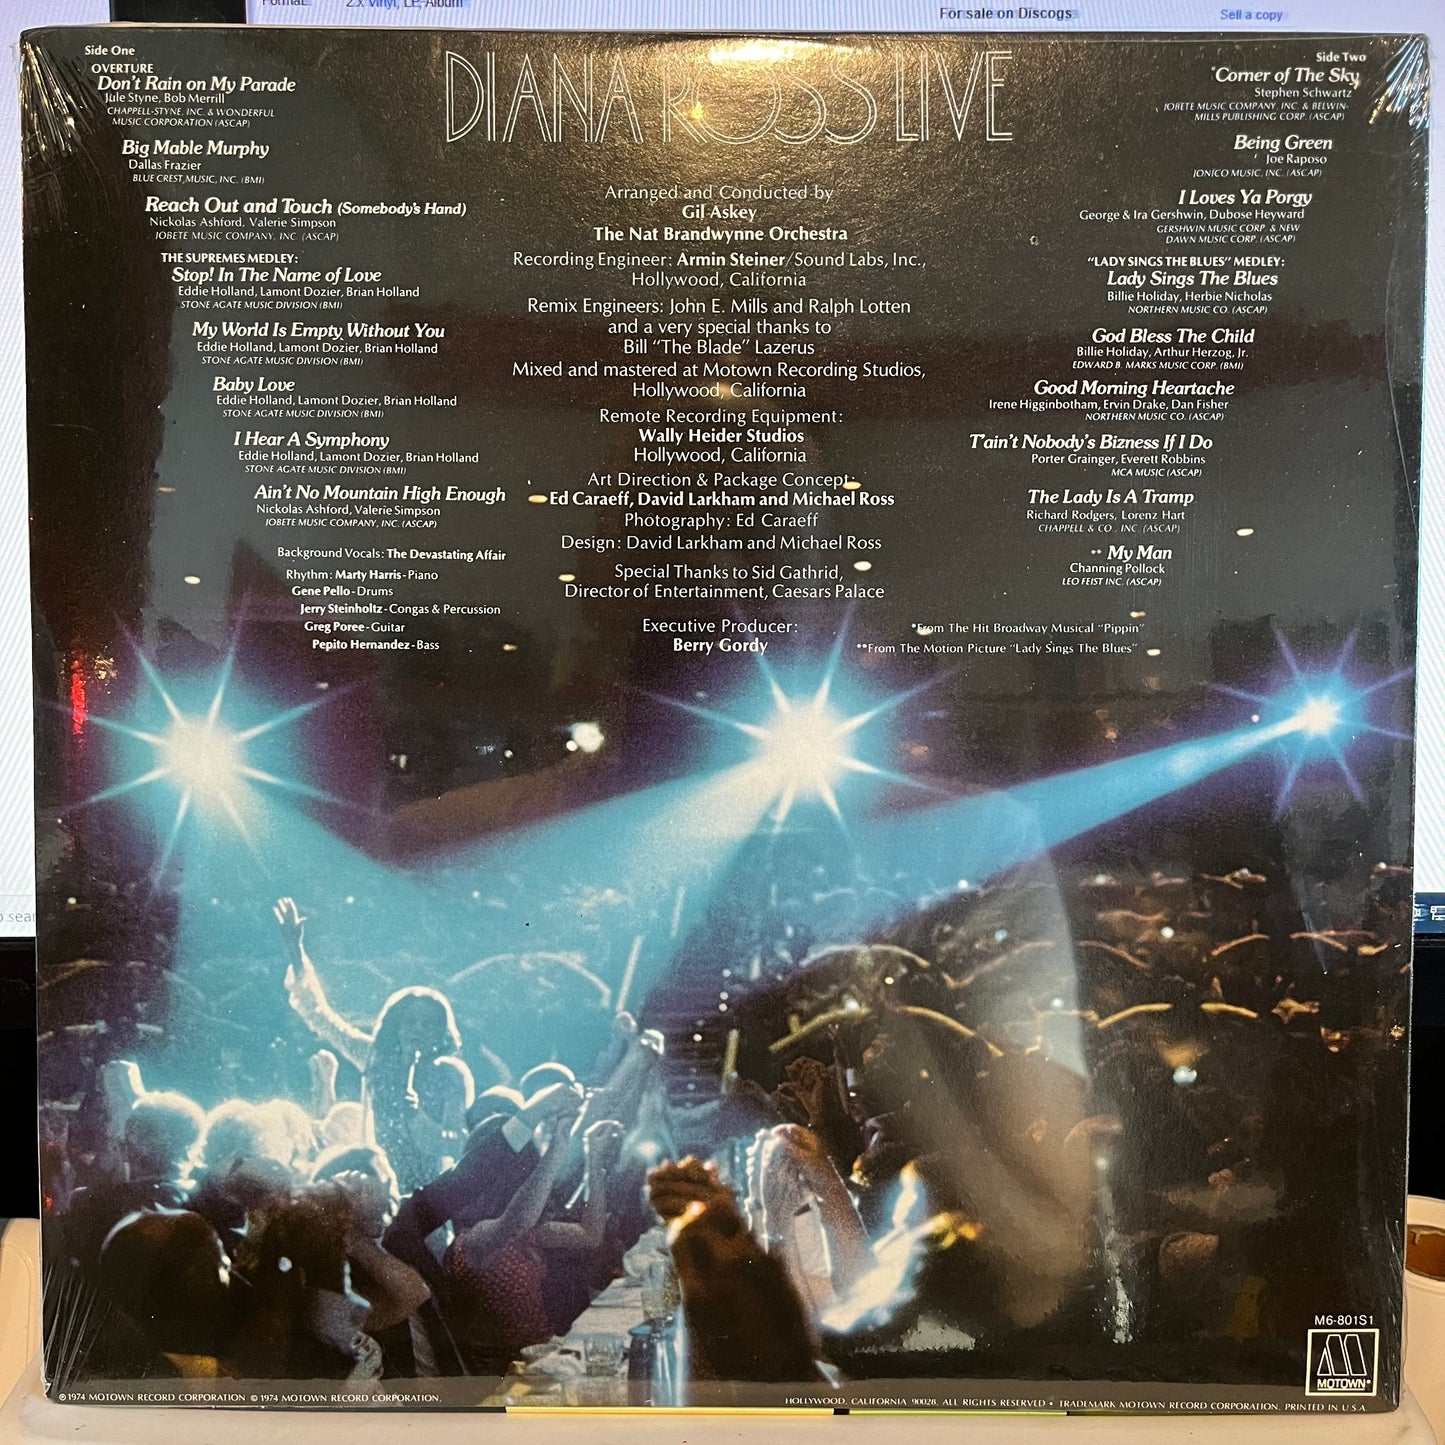 Format:
2 x Vinyl, LP, Album
For sale on Discogs
Sell a copy
DIANA ROSS LIVE
Side One
OVERTURE
Don't Rain on My Parade
Jule Styne, Bob Merrill
CHAPPELL-STYNE, INC. & WONDERFUL
MUSIC CORPORATION (ASCAP)
Big Mable Murphy
Dallas Frazier
BLUE CREST MUSIC, INC. (BMI)
Reach Out and Touch (Somebody's Hand)
Nickolas Ashford, Valerie Simpson
JOBETE MUSIC COMPANY, INC. (ASCAP)
THE SUPREMES MEDLEY:
Stop! In The Name of Love
Eddie Holland, Lamont Dozier, Brian Holland
STONE AGATE MUSIC DIVISION (BMI)
My World Is Empty Without You
Eddie Holland, Lamont Dozier, Brian Holland
STONE AGATE MUSIC DIVISION (BMI)
Baby Love
Eddie Holland, Lamont Dozier, Brian Holland
STONE AGATE MUSIC DIVISION (BMI)
I Hear A Symphony
Eddie Holland, Lamont Dozier, Brian Holland
STONE AGATE MUSIC DIVISION (BMI)
Ain't No Mountain High Enough
Nickolas Ashford, Valerie Simpson
JOBETE MUSIC COMPANY, INC. (ASCAP)
Background Vocals: The Devastating Affair
Rhythm: Marty Harris-Piano
Gene Pello-Drums
Jerry Steinholtz-Congas & Percussion
Greg Poree-Guitar
Pepito Hernandez-Bass
Arranged and Conducted by
Gil Askey
The Nat Brandwynne Orchestra
Recording Engineer: Armin Steiner/Sound Labs, Inc.,
Hollywood, California
Remix Engineers: John E. Mills and Ralph Lotten
and a very special thanks to
Bill "The Blade" Lazerus
Mixed and mastered at Motown Recording Studios,
Hollywood, California
Remote Recording Equipment:
Wally Heider Studios
Hollywood, California
Art Direction & Package Concept:
Ed Caraeff, David Larkham and Michael Ross
Photography: Ed Caraeff
Design: David Larkham and Michael Ross
Special Thanks to Sid Gathrid,
Director of Entertainment, Caesars Palace
Executive Producer:
Berry Gordy
Side Two
*Corner of The Sky
Stephen Schwartz
JOBETE MUSIC COMPANY, INC. & BELWIN-
MILLS PUBLISHING CORP. (ASCAP)
Being Green
Joe Raposo
JONICO MUSIC, INC. (ASCAP)
I Loves Ya Porgy
George & Ira Gershwin, Dubose Heyward
GERSHWIN MUSIC CORP. & NEW
DAWN MUSIC CORP. (ASCAP)
"LADY SINGS THE BLUES" MEDLEY:
Lady Sings The Blues
Billie Holiday, Herbie Nicholas
NORTHERN MUSIC CO. (ASCAP)
God Bless The Child
Billie Holiday, Arthur Herzog, Jr.
EDWARD B. MARKS MUSIC CORP. (BMI)
Good Morning Heartache
Irene Higginbotham, Ervin Drake, Dan Fisher
NORTHERN MUSIC CO. (ASCAP)
T'ain't Nobody's Bizness If I Do
Porter Grainger, Everett Robbins
MCA MUSIC (ASCAP)
The Lady Is A Tramp
Richard Rodgers, Lorenz Hart
CHAPPELL & CO., INC. (ASCAP)
** My Man
Channing Pollock
LEO FEIST INC. (ASCAP)
*From The Hit Broadway Musical "Pippin"
**From The Motion Picture "Lady Sings The Blues"
M6-801S1
MOTOWN®
℗1974 MOTOWN RECORD CORPORATION © 1974 MOTOWN RECORD CORPORATION.
HOLLYWOOD, CALIFORNIA 90028. ALL RIGHTS RESERVED • TRADEMARK MOTOWN RECORD CORPORATION. PRINTED IN U.S.A.